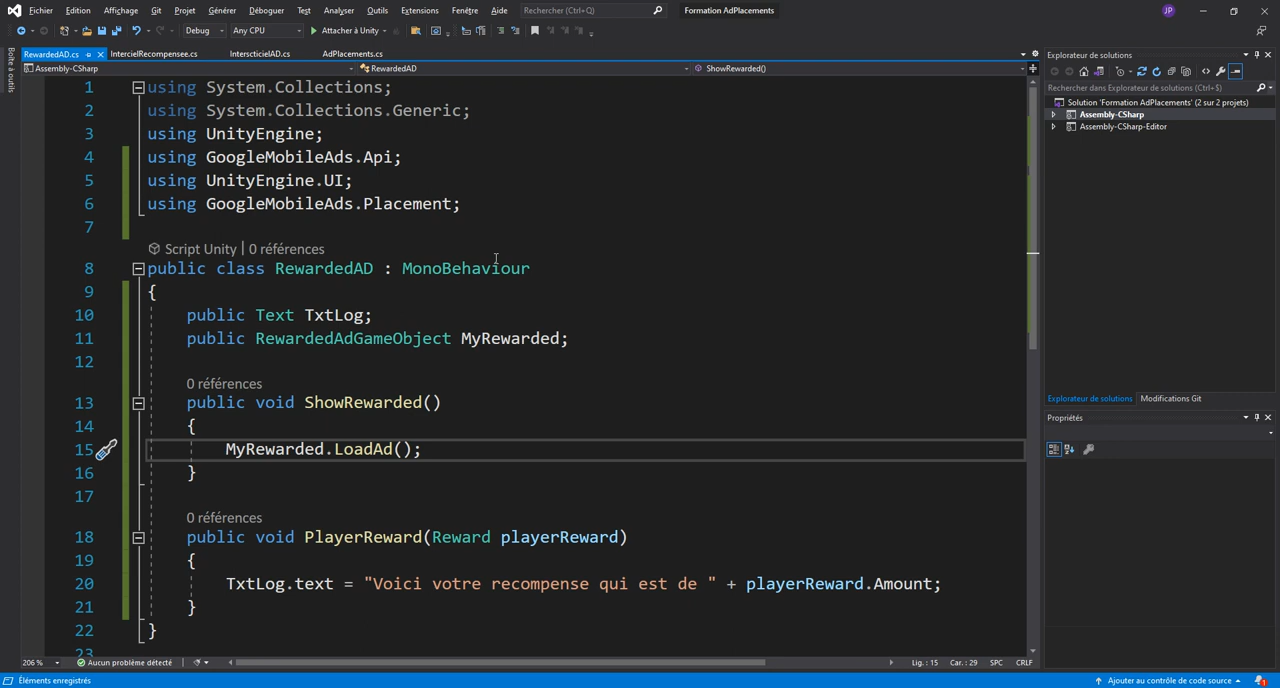 Fichier Edition Affichage Git Projet Générer Déboguer Test Analyser Outils Extensions Fenêtre Aide Rechercher (Ctrl+Q) Formation AdPlacements JP
Debug Any CPU Attacher à Unity
Boîte à outils
RewardedAD.cs IntercielRecompensee.cs IntersticielAD.cs AdPlacements.cs
Assembly-CSharp RewardedAD ShowRewarded()
1 using System.Collections;
2 using System.Collections.Generic;
3 using UnityEngine;
4 using GoogleMobileAds.Api;
5 using UnityEngine.UI;
6 using GoogleMobileAds.Placement;
7
Script Unity | 0 références
8 public class RewardedAD : MonoBehaviour
9 {
10 public Text TxtLog;
11 public RewardedAdGameObject MyRewarded;
12
0 références
13 public void ShowRewarded()
14 {
15 MyRewarded.LoadAd();
16 }
17
0 références
18 public void PlayerReward(Reward playerReward)
19 {
20 TxtLog.text = "Voici votre recompense qui est de " + playerReward.Amount;
21 }
22 }
23
206 % Aucun problème détecté Lig. : 15 Car. : 29 SPC CRLF
Explorateur de solutions
Rechercher dans Explorateur de solutions (Ctrl+$)
Solution 'Formation AdPlacements' (2 sur 2 projets)
Assembly-CSharp
Assembly-CSharp-Editor
Explorateur de solutions Modifications Git
Propriétés
Éléments enregistrés Ajouter au contrôle de code source 1